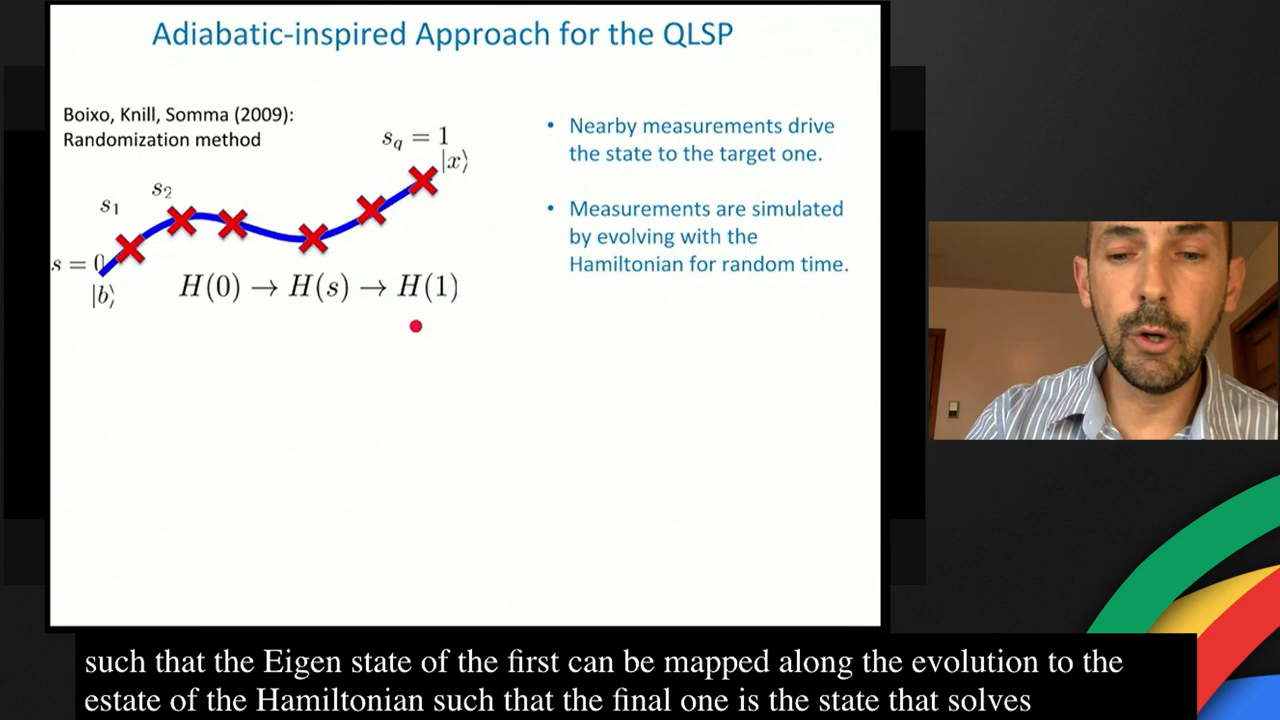 Adiabatic-inspired Approach for the QLSP
Boixo, Knill, Somma (2009):
Randomization method
s_q = 1
|x⟩
s_2
s_1
s = 0
|b⟩
H(0) → H(s) → H(1)
• Nearby measurements drive
the state to the target one.
• Measurements are simulated
by evolving with the
Hamiltonian for random time.
such that the Eigen state of the first can be mapped along the evolution to the
estate of the Hamiltonian such that the final one is the state that solves